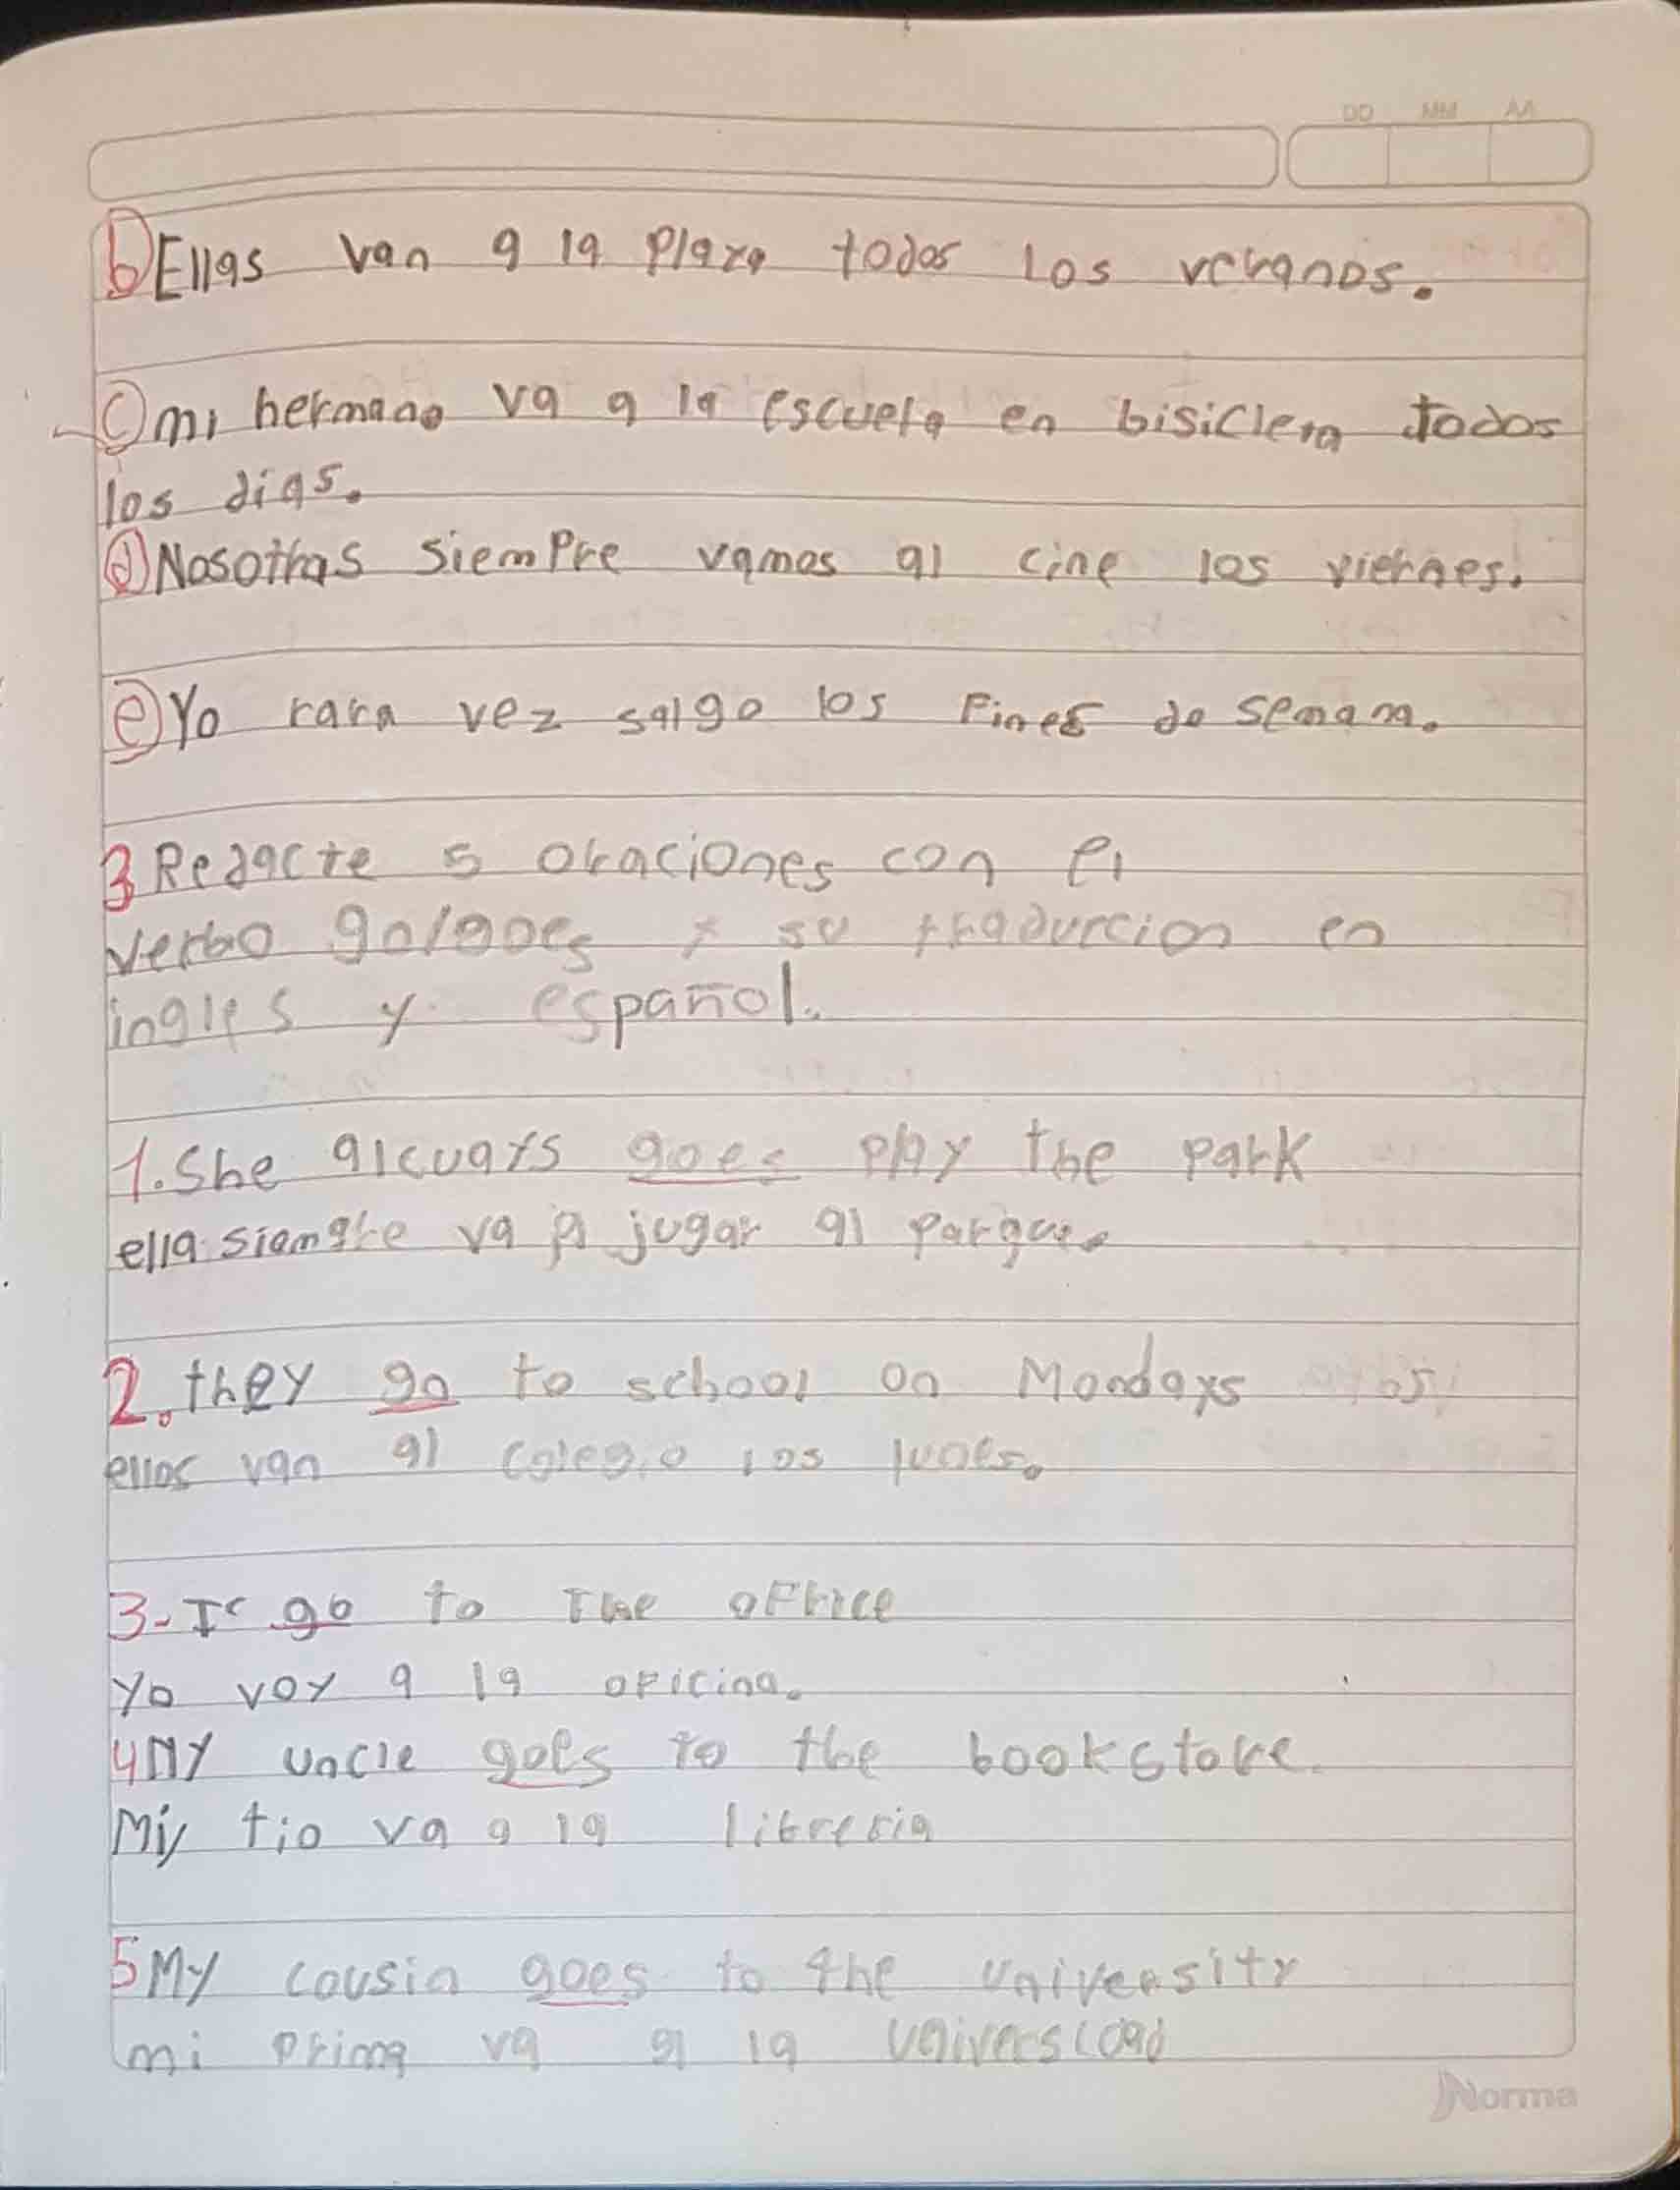 DD MM AA
b) Ellas van a la plaza todos los veranos.
c) mi hermano va a la escuela en bisicleta todos
los dias.
d) Nosotras siempre vamos al cine los viernes.
e) Yo rara vez salgo los fines de semana.
3 Redacte 5 oraciones con el
verbo go/goes y su traduccion en
ingles y español.
1. She alcuays goes play the park
ella siempre va a jugar al parque.
2. they go to school on Mondays
ellos van al colegio los lunes.
3- I go to The office
Yo voy a la oficina.
4 My uncle goes to the bookstore.
Mi tio va a la libreria
5 My cousin goes to the university
mi prima va a la universidad
Norma